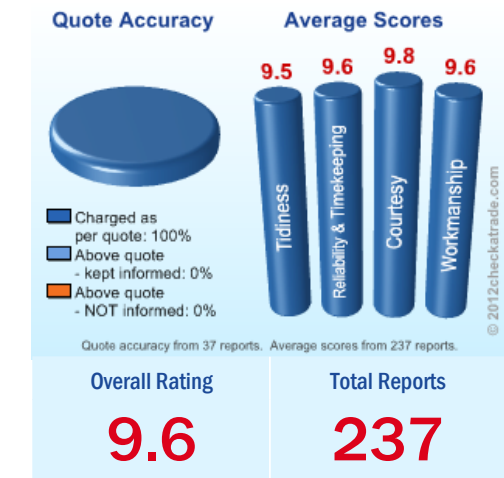 Quote Accuracy
Average Scores
9.5
9.6
9.8
9.6
Tidiness
Reliability & Timekeeping
Courtesy
Workmanship
Charged as
per quote: 100%
Above quote
- kept informed: 0%
Above quote
- NOT informed: 0%
© 2012checkatrade.com
Quote accuracy from 37 reports. Average scores from 237 reports.
Overall Rating
Total Reports
9.6
237